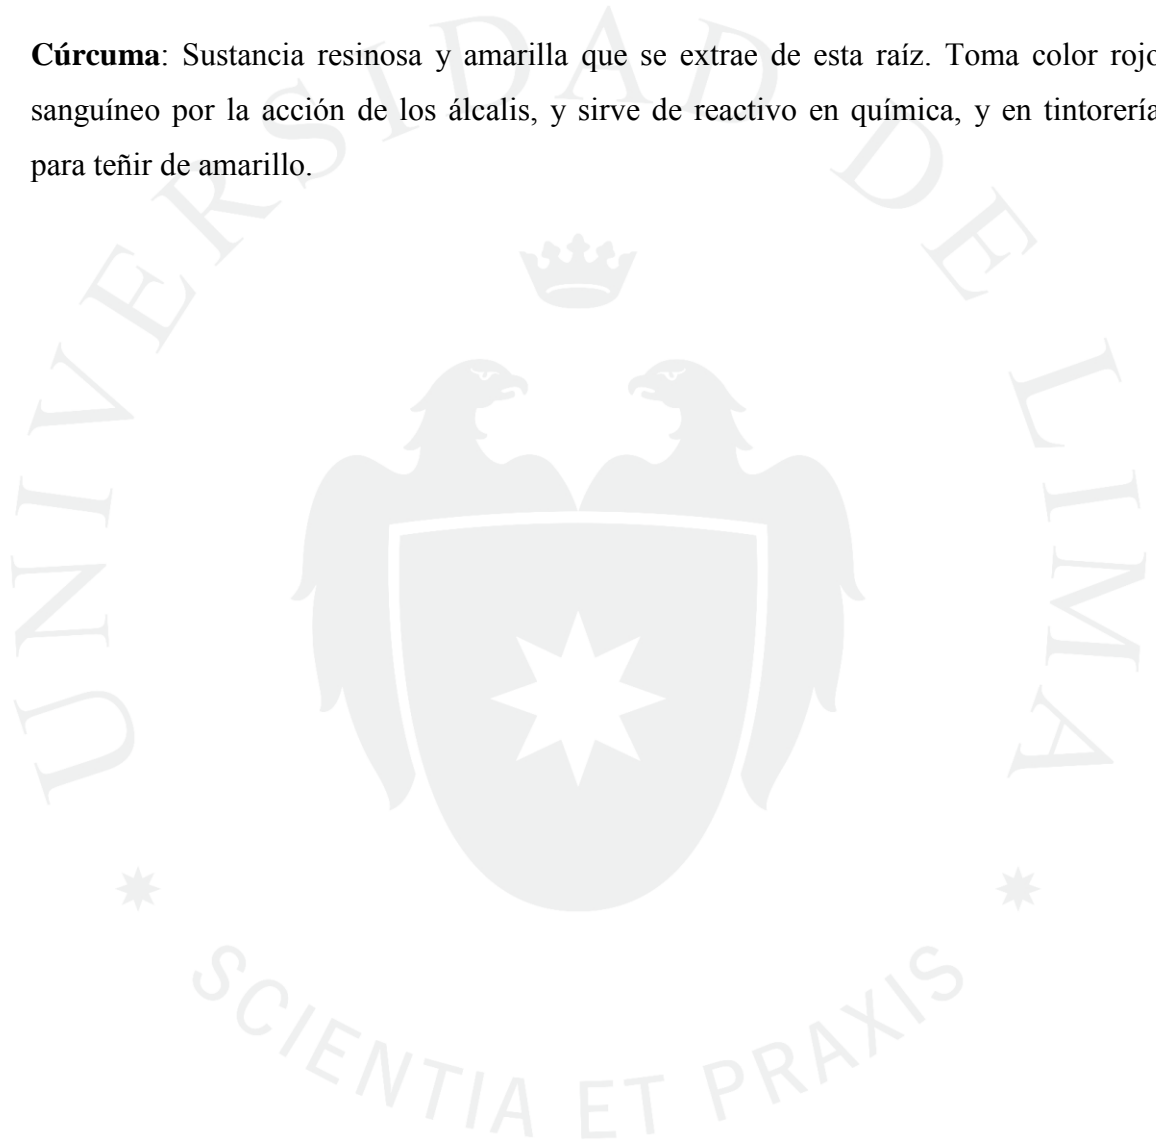 Cúrcuma: Sustancia resinosa y amarilla que se extrae de esta raíz. Toma color rojo
sanguíneo por la acción de los álcalis, y sirve de reactivo en química, y en tintorería
para teñir de amarillo.
UNIVERSIDAD DE LIMA
SCIENTIA ET PRAXIS